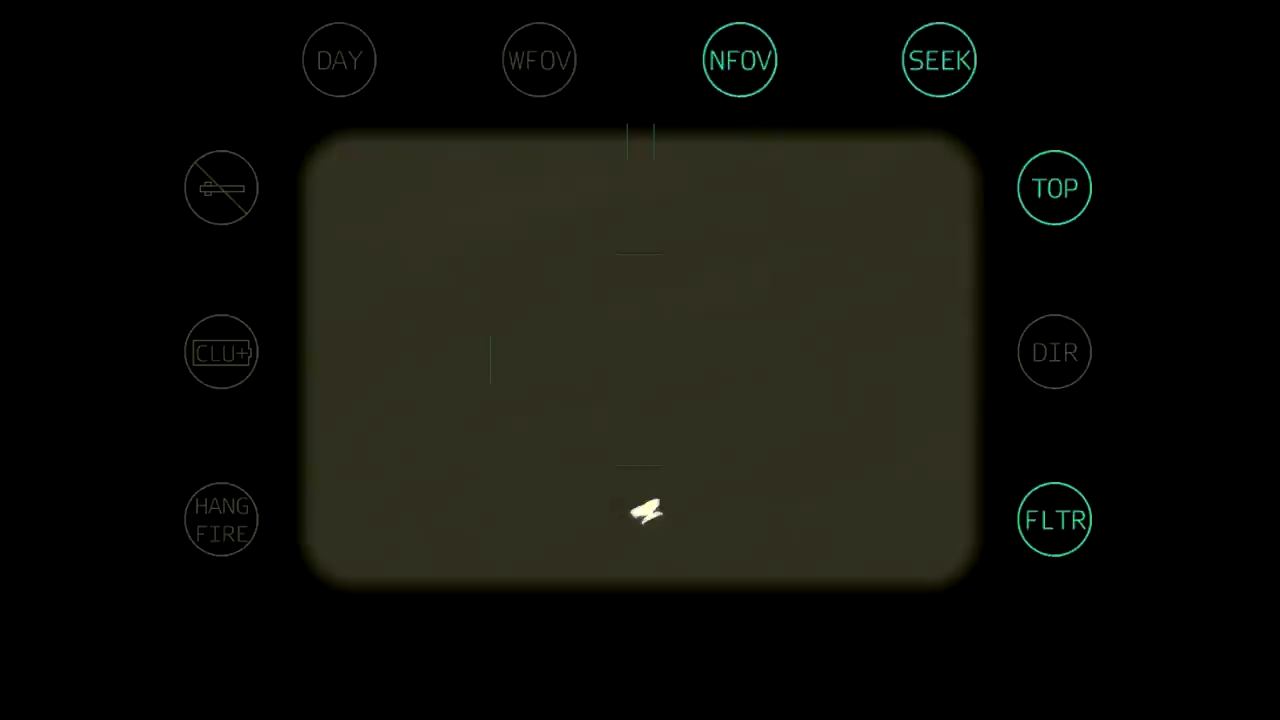 DAY
WFOV
NFOV
SEEK
TOP
CLU+
DIR
HANG
FIRE
FLTR